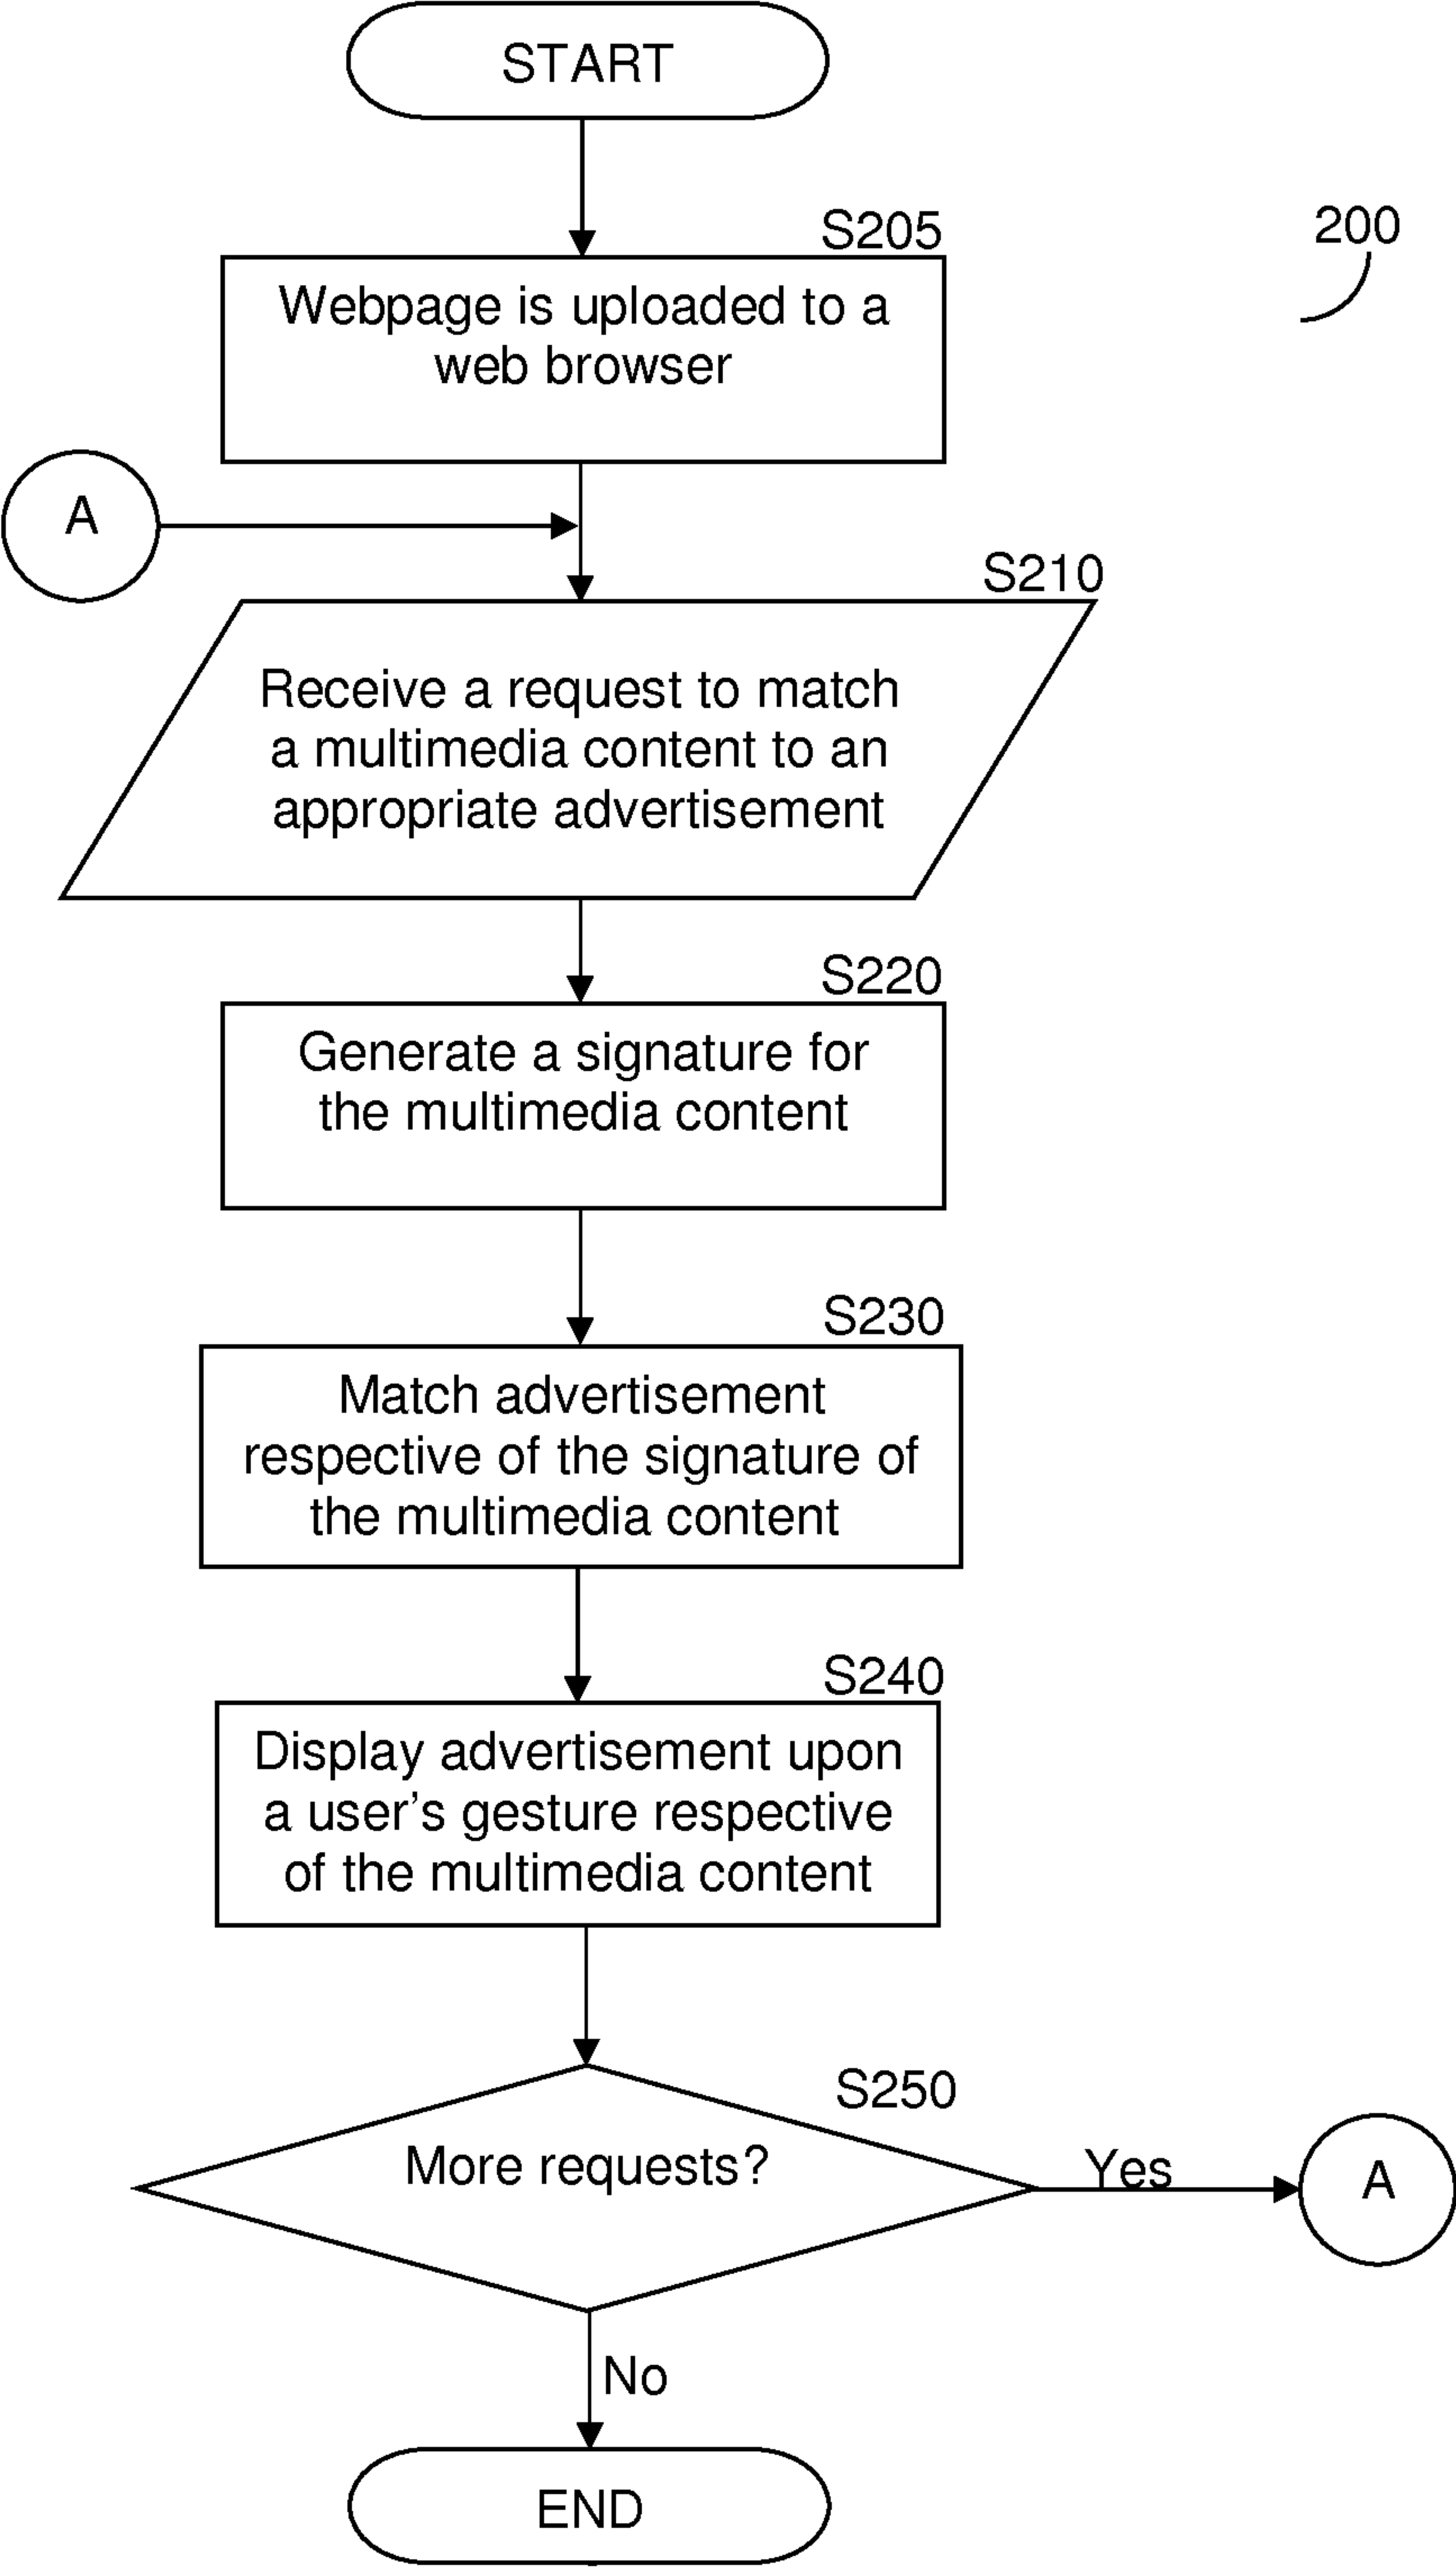 START
S205
200
Webpage is uploaded to a
web browser
A
S210
Receive a request to match
a multimedia content to an
appropriate advertisement
S220
Generate a signature for
the multimedia content
S230
Match advertisement
respective of the signature of
the multimedia content
S240
Display advertisement upon
a user’s gesture respective
of the multimedia content
S250
More requests?
Yes
A
No
END